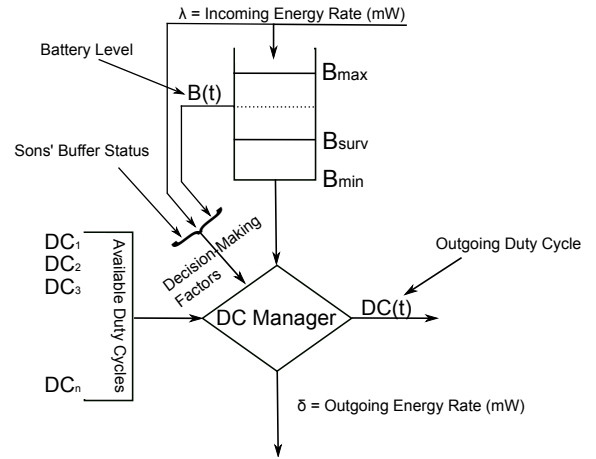 λ = Incoming Energy Rate (mW)
Battery Level
Bmax
B(t)
Bsurv
Sons' Buffer Status
Bmin
Decision-Making
Factors
DC1
DC2
DC3
DCn
Available Duty Cycles
Outgoing Duty Cycle
DC Manager
DC(t)
δ = Outgoing Energy Rate (mW)